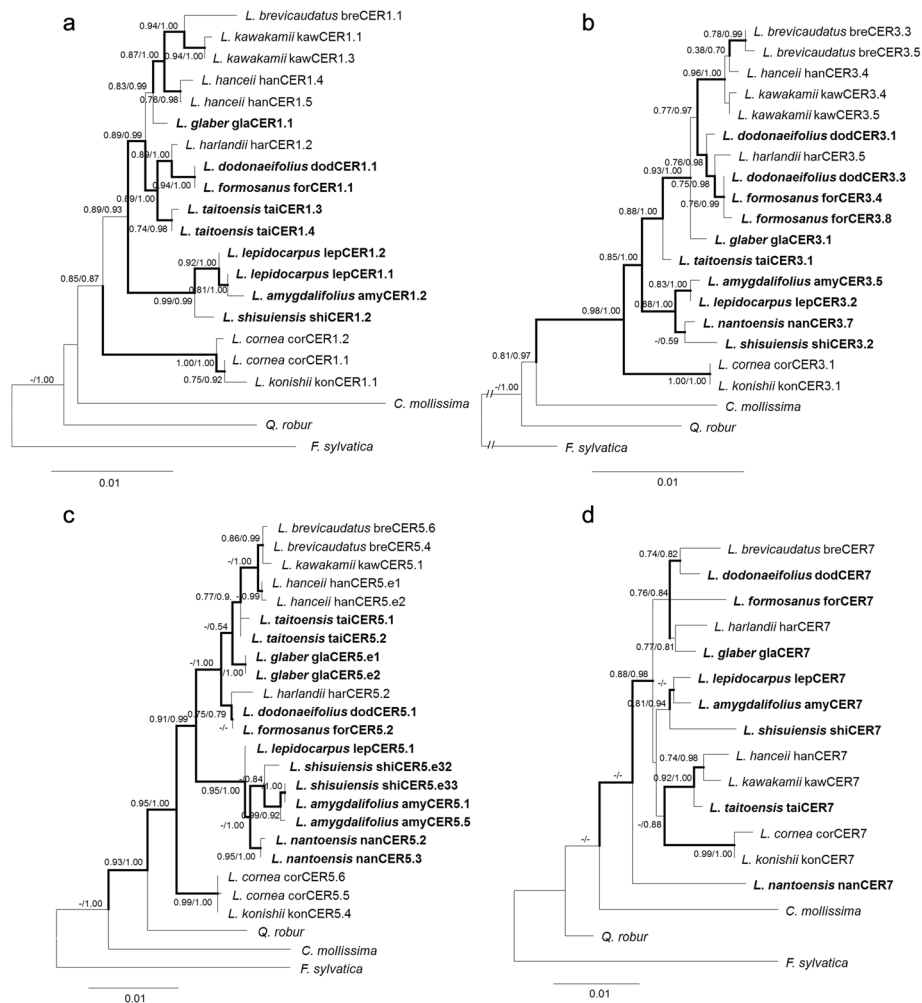 a
L. brevicaudatus breCER1.1
0.94/1.00
L. kawakamii kawCER1.1
0.87/1.00
0.94/1.00
L. kawakamii kawCER1.3
0.83/0.99
L. hanceii hanCER1.4
0.76/0.98
L. hanceii hanCER1.5
L. glaber glaCER1.1
0.89/0.99
L. harlandii harCER1.2
0.89/1.00
L. dodonaeifolius dodCER1.1
0.94/1.00
L. formosanus forCER1.1
0.89/1.00
L. taitoensis taiCER1.3
0.89/0.93
0.74/0.98
L. taitoensis taiCER1.4
L. lepidocarpus lepCER1.2
0.92/1.00
L. lepidocarpus lepCER1.1
0.85/0.87
0.81/1.00
L. amygdalifolius amyCER1.2
0.99/0.99
L. shisuiensis shiCER1.2
L. cornea corCER1.2
1.00/1.00
L. cornea corCER1.1
0.75/0.92
L. konishii konCER1.1
-/1.00
C. mollissima
Q. robur
F. sylvatica
0.01
b
0.78/0.99
L. brevicaudatus breCER3.3
0.38/0.70
L. brevicaudatus breCER3.5
0.96/1.00
L. hanceii hanCER3.4
L. kawakamii kawCER3.4
0.77/0.97
L. kawakamii kawCER3.5
L. dodonaeifolius dodCER3.1
0.76/0.98
L. harlandii harCER3.5
0.93/1.00
0.75/0.98
L. dodonaeifolius dodCER3.3
L. formosanus forCER3.4
0.76/0.99
L. formosanus forCER3.8
0.88/1.00
L. glaber glaCER3.1
0.85/1.00
L. taitoensis taiCER3.1
0.83/1.00
L. amygdalifolius amyCER3.5
0.88/1.00
L. lepidocarpus lepCER3.2
0.98/1.00
L. nantoensis nanCER3.7
-/0.59
L. shisuiensis shiCER3.2
0.81/0.97
L. cornea corCER3.1
1.00/1.00
L. konishii konCER3.1
-/1.00
C. mollissima
Q. robur
F. sylvatica
0.01
c
L. brevicaudatus breCER5.6
0.86/0.99
L. brevicaudatus breCER5.4
-/1.00
L. kawakamii kawCER5.1
L. hanceii hanCER5.e1
0.77/0.9.
-0.99
L. hanceii hanCER5.e2
-/0.54
L. taitoensis taiCER5.1
L. taitoensis taiCER5.2
-/1.00
L. glaber glaCER5.e1
/1.00
L. glaber glaCER5.e2
L. harlandii harCER5.2
0.75/0.79
L. dodonaeifolius dodCER5.1
0.91/0.99
-/-
L. formosanus forCER5.2
L. lepidocarpus lepCER5.1
L. shisuiensis shiCER5.e32
-/0.84
0.95/1.00
/1.00
L. shisuiensis shiCER5.e33
L. amygdalifolius amyCER5.1
0.95/1.00
0.99/0.92
L. amygdalifolius amyCER5.5
-/1.00
L. nantoensis nanCER5.2
0.95/1.00
L. nantoensis nanCER5.3
0.93/1.00
L. cornea corCER5.6
0.99/1.00
L. cornea corCER5.5
L. konishii konCER5.4
-/1.00
Q. robur
C. mollissima
F. sylvatica
0.01
d
0.74/0.82
L. brevicaudatus breCER7
L. dodonaeifolius dodCER7
0.76/0.84
L. formosanus forCER7
L. harlandii harCER7
0.77/0.81
L. glaber glaCER7
0.88/0.98
-/-
L. lepidocarpus lepCER7
0.81/0.94
L. amygdalifolius amyCER7
L. shisuiensis shiCER7
0.74/0.98
L. hanceii hanCER7
-/-
0.92/1.00
L. kawakamii kawCER7
L. taitoensis taiCER7
-/0.88
L. cornea corCER7
-/-
0.99/1.00
L. konishii konCER7
L. nantoensis nanCER7
C. mollissima
Q. robur
F. sylvatica
0.01